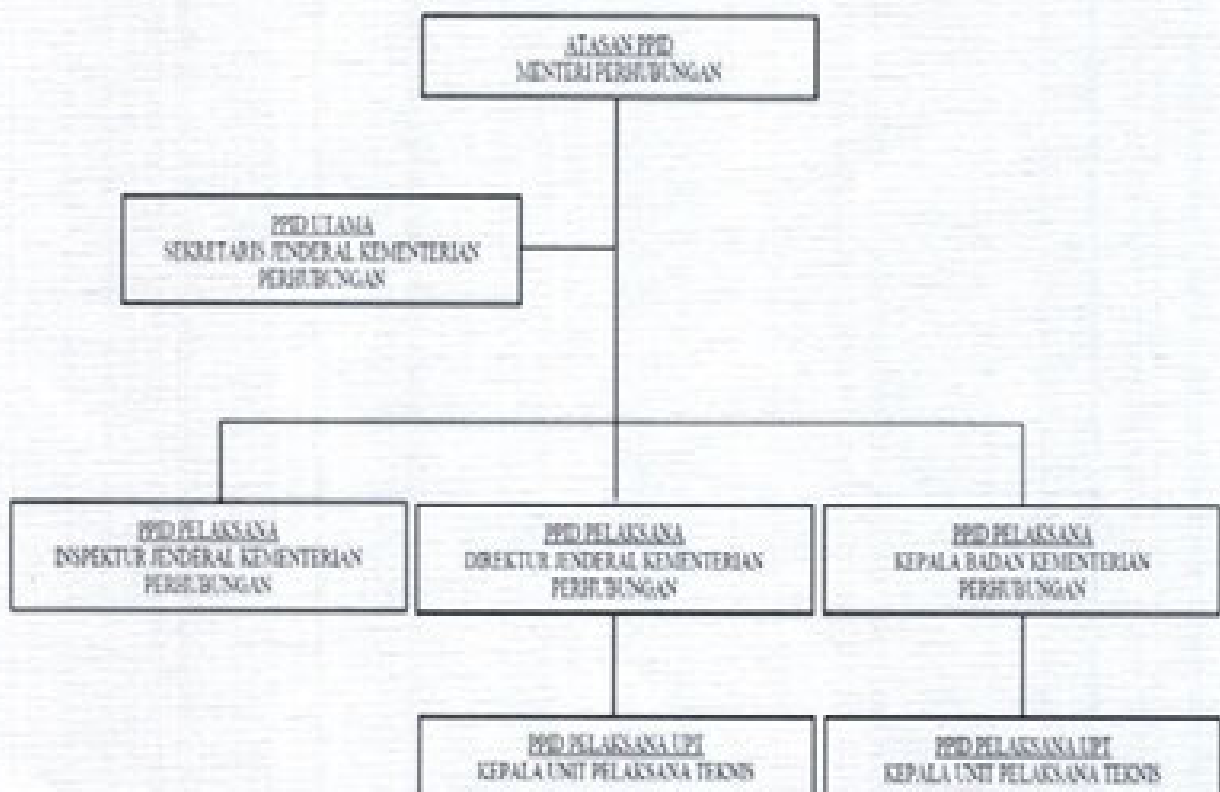 ATASAN PPID
MENTERI PERHUBUNGAN
PPID UTAMA
SEKRETARIS JENDERAL KEMENTERIAN
PERHUBUNGAN
PPID PELAKSANA
INSPEKTUR JENDERAL KEMENTERIAN
PERHUBUNGAN
PPID PELAKSANA
DIREKTUR JENDERAL KEMENTERIAN
PERHUBUNGAN
PPID PELAKSANA
KEPALA BADAN KEMENTERIAN
PERHUBUNGAN
PPID PELAKSANA UPT
KEPALA UNIT PELAKSANA TEKNIS
PPID PELAKSANA UPT
KEPALA UNIT PELAKSANA TEKNIS